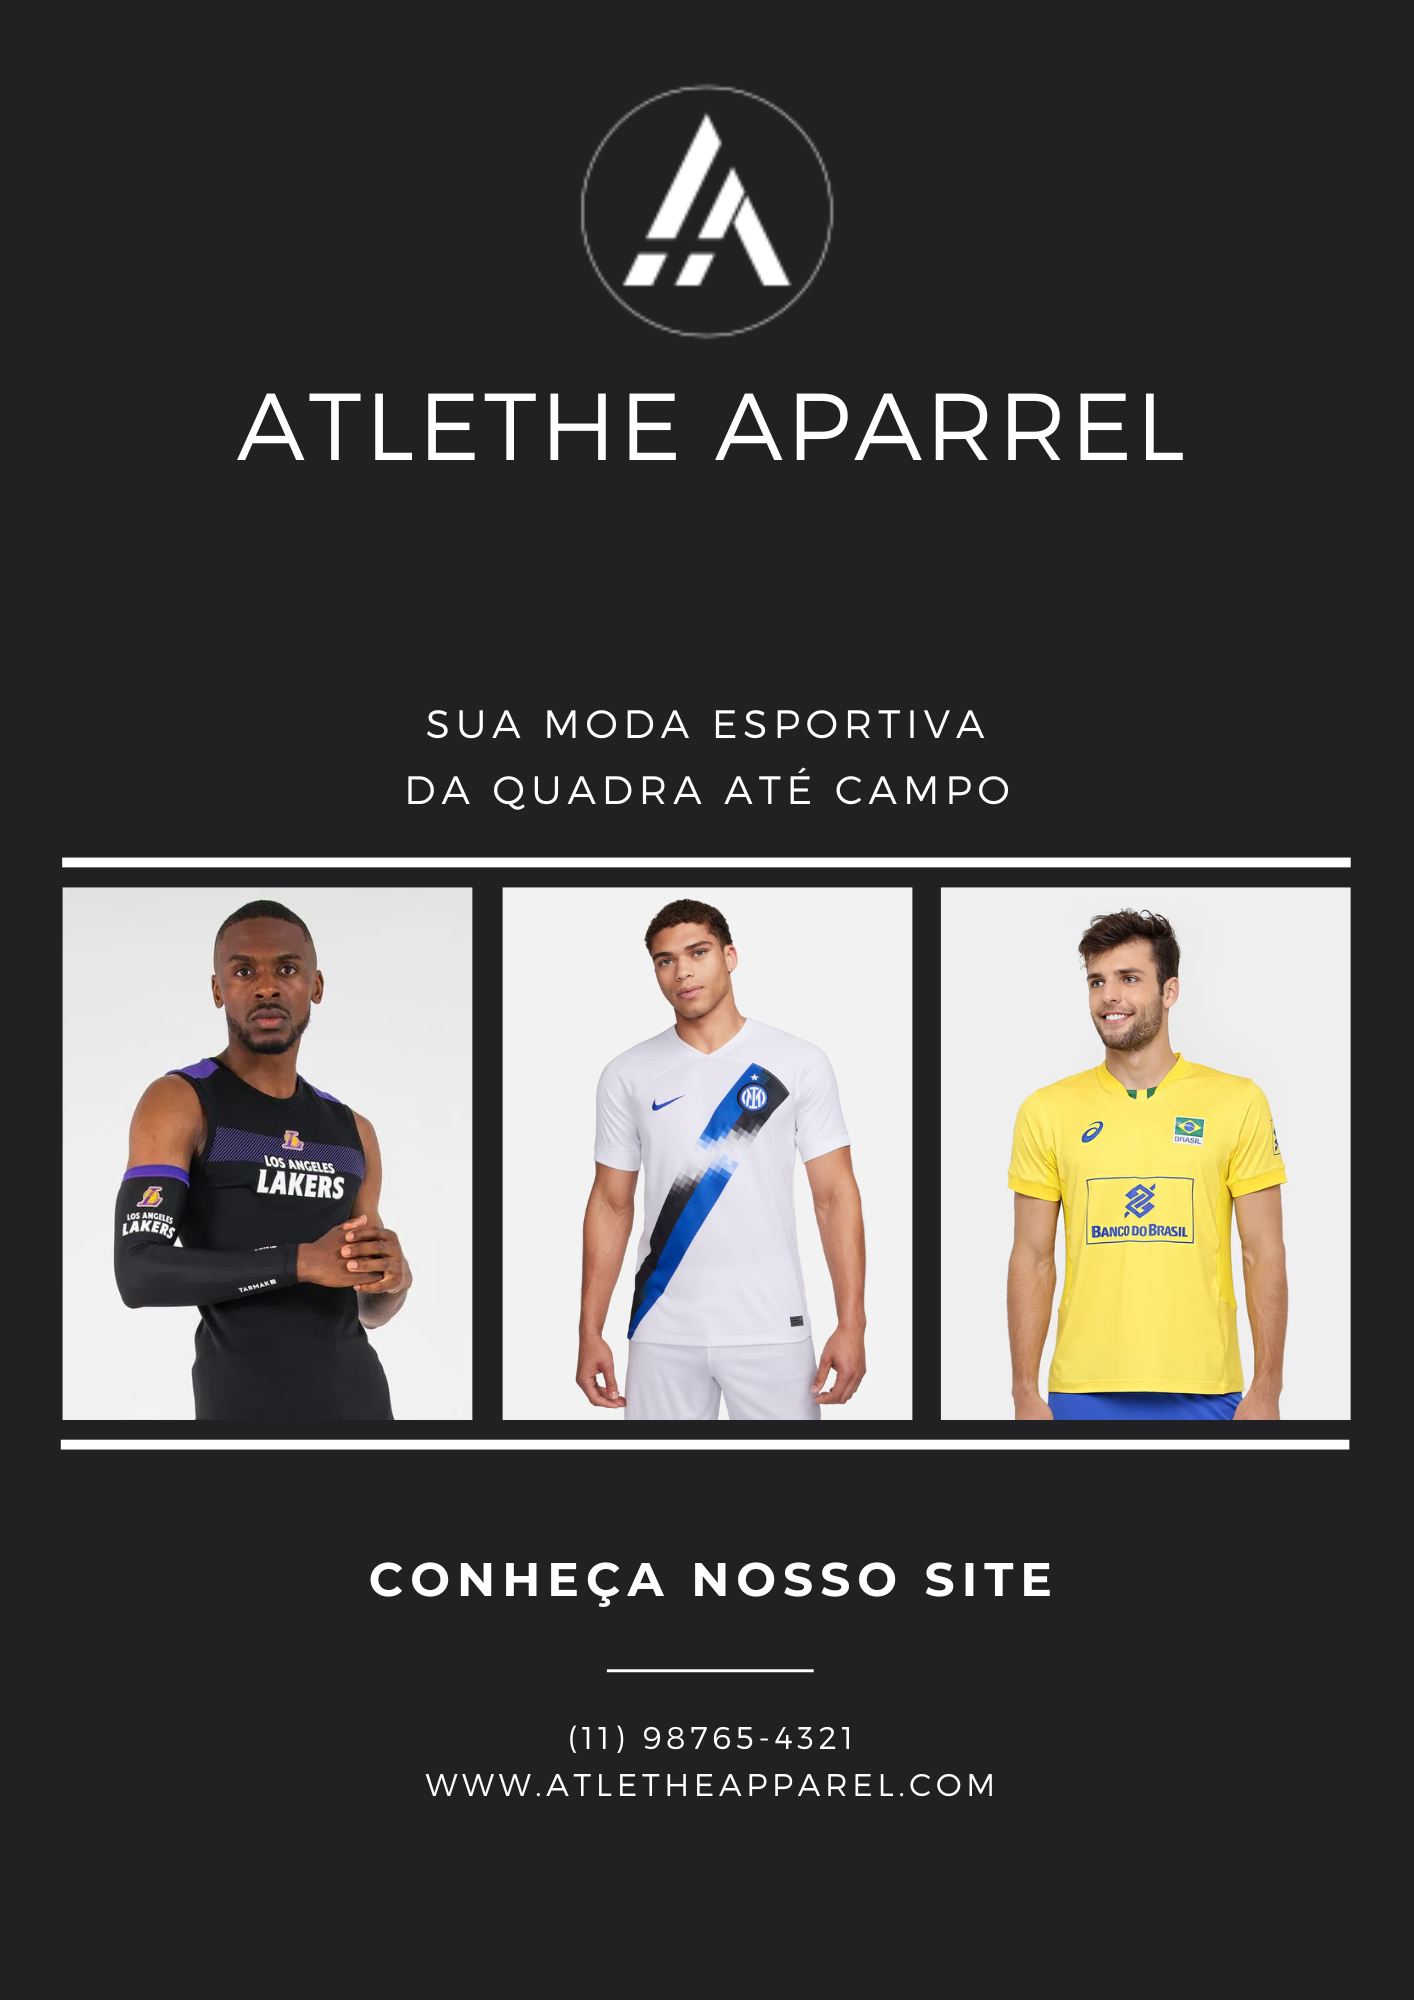 ATLETHE APARREL
SUA MODA ESPORTIVA
DA QUADRA ATÉ CAMPO
LOS ANGELES
LAKERS
LOS ANGELES
LAKERS
TARMAK
BRASIL
BANCO DO BRASIL
CONHEÇA NOSSO SITE
(11) 98765-4321
WWW.ATLETHEAPPAREL.COM